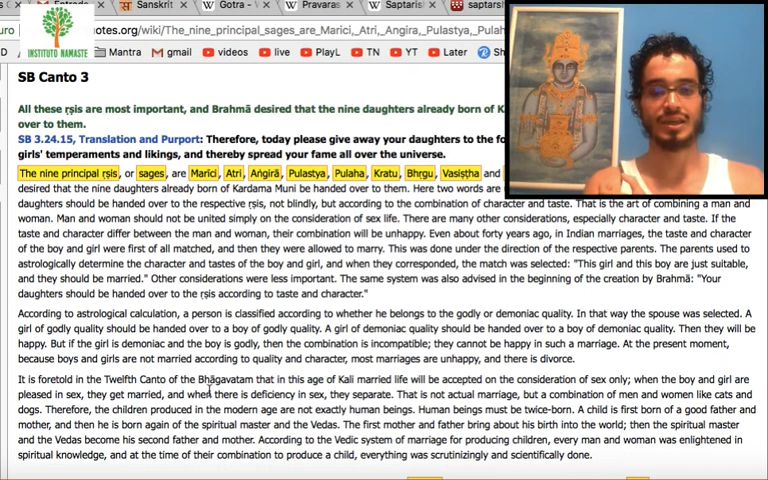 Sanskrit
Gotra - W
Pravaras
Saptaris
saptars
quotes.org/wiki/The_nine_principal_sages_are_Marici,_Atri,_Angira,_Pulastya,_Pulah
INSTITUTO NAMASTE
Mantra
gmail
videos
live
PlayL
TN
YT
Later
SB Canto 3
All these ṛṣis are most important, and Brahmā desired that the nine daughters already born of K
over to them.
SB 3.24.15, Translation and Purport: Therefore, today please give away your daughters to the fo
girls' temperaments and likings, and thereby spread your fame all over the universe.
The nine principal ṛṣis, or sages, are Marīci, Atri, Aṅgirā, Pulastya, Pulaha, Kratu, Bhṛgu, Vasiṣṭha and
desired that the nine daughters already born of Kardama Muni be handed over to them. Here two words are
daughters should be handed over to the respective ṛṣis, not blindly, but according to the combination of character and taste. That is the art of combining a man and
woman. Man and woman should not be united simply on the consideration of sex life. There are many other considerations, especially character and taste. If the
taste and character differ between the man and woman, their combination will be unhappy. Even about forty years ago, in Indian marriages, the taste and character
of the boy and girl were first of all matched, and then they were allowed to marry. This was done under the direction of the respective parents. The parents used to
astrologically determine the character and tastes of the boy and girl, and when they corresponded, the match was selected: "This girl and this boy are just suitable,
and they should be married." Other considerations were less important. The same system was also advised in the beginning of the creation by Brahmā: "Your
daughters should be handed over to the ṛṣis according to taste and character."
According to astrological calculation, a person is classified according to whether he belongs to the godly or demoniac quality. In that way the spouse was selected. A
girl of godly quality should be handed over to a boy of godly quality. A girl of demoniac quality should be handed over to a boy of demoniac quality. Then they will be
happy. But if the girl is demoniac and the boy is godly, then the combination is incompatible; they cannot be happy in such a marriage. At the present moment,
because boys and girls are not married according to quality and character, most marriages are unhappy, and there is divorce.
It is foretold in the Twelfth Canto of the Bhāgavatam that in this age of Kali married life will be accepted on the consideration of sex only; when the boy and girl are
pleased in sex, they get married, and when there is deficiency in sex, they separate. That is not actual marriage, but a combination of men and women like cats and
dogs. Therefore, the children produced in the modern age are not exactly human beings. Human beings must be twice-born. A child is first born of a good father and
mother, and then he is born again of the spiritual master and the Vedas. The first mother and father bring about his birth into the world; then the spiritual master
and the Vedas become his second father and mother. According to the Vedic system of marriage for producing children, every man and woman was enlightened in
spiritual knowledge, and at the time of their combination to produce a child, everything was scrutinizingly and scientifically done.